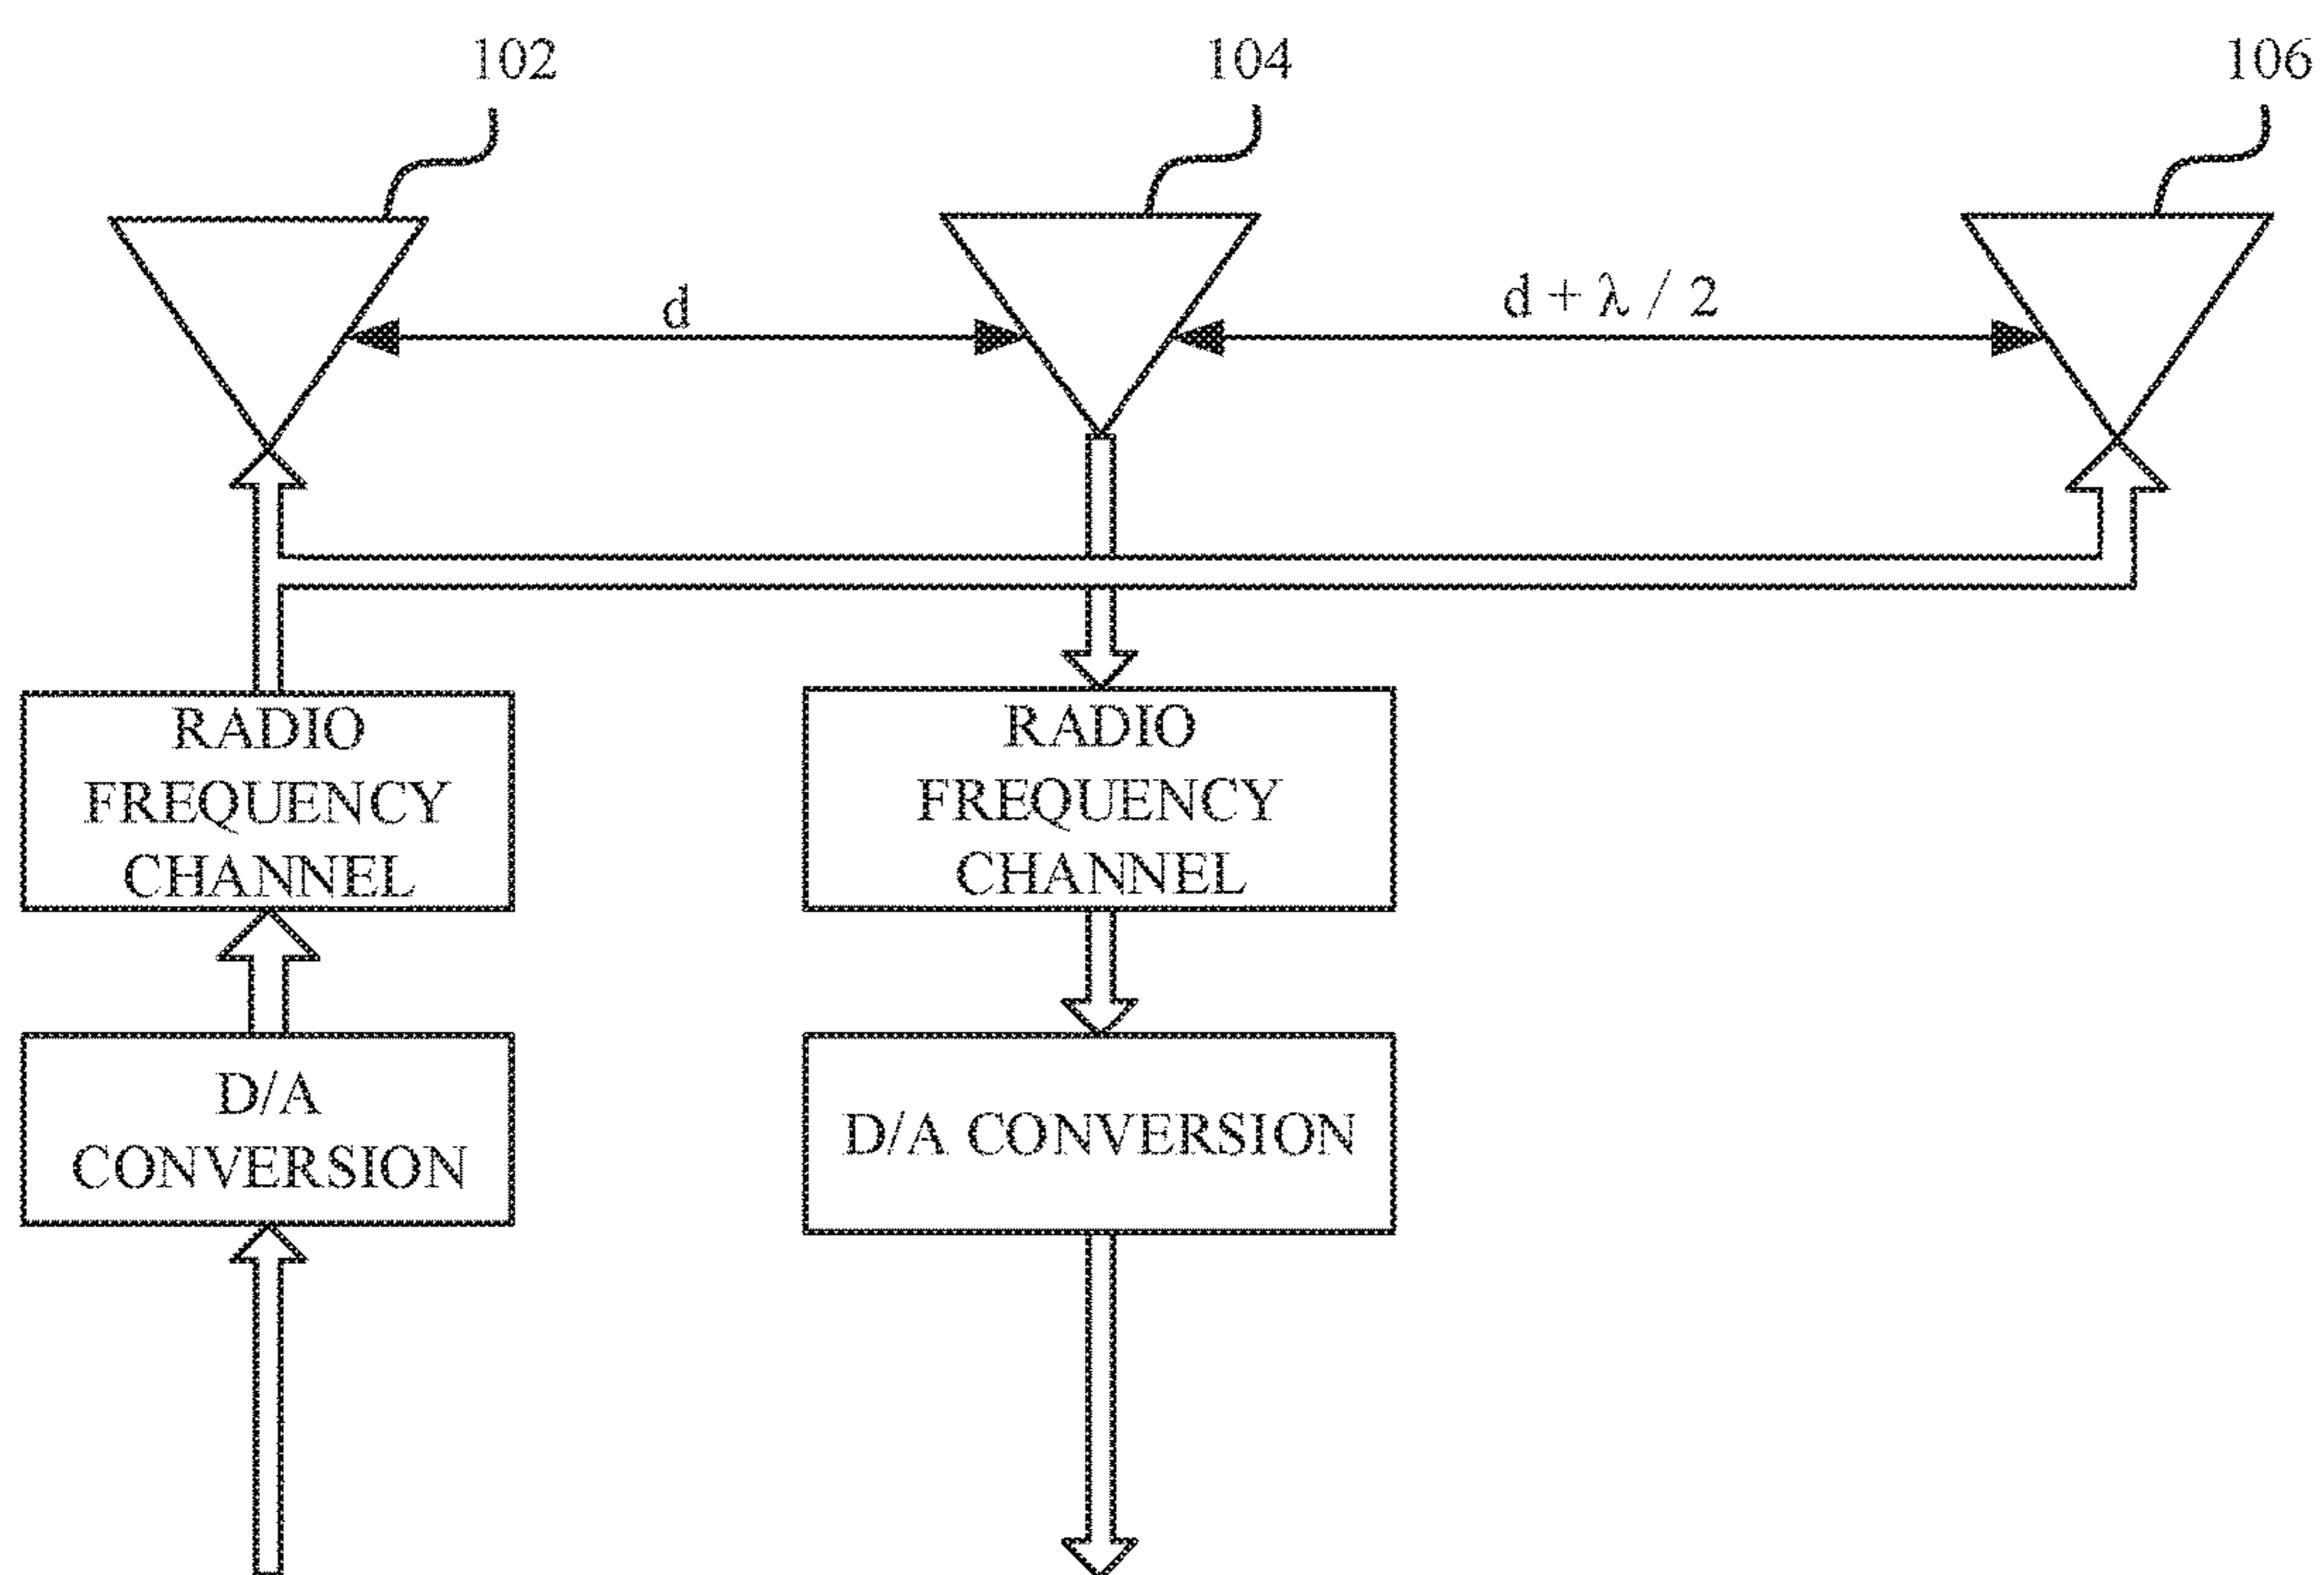 102
104
106
d
d + λ / 2
RADIO
FREQUENCY
CHANNEL
RADIO
FREQUENCY
CHANNEL
D/A
CONVERSION
D/A CONVERSION